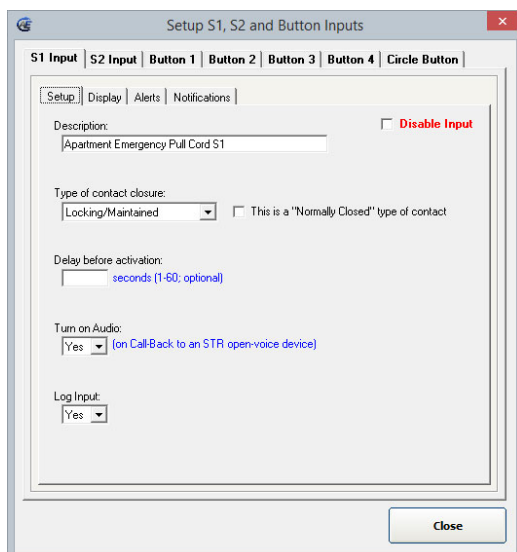 Setup S1, S2 and Button Inputs
S1 Input | S2 Input | Button 1 | Button 2 | Button 3 | Button 4 | Circle Button
Setup | Display | Alerts | Notifications
Description:
Disable Input
Apartment Emergency Pull Cord S1
Type of contact closure:
Locking/Maintained
This is a "Normally Closed" type of contact
Delay before activation:
seconds (1-60; optional)
Turn on Audio:
Yes
(on Call-Back to an STR open-voice device)
Log Input:
Yes
Close